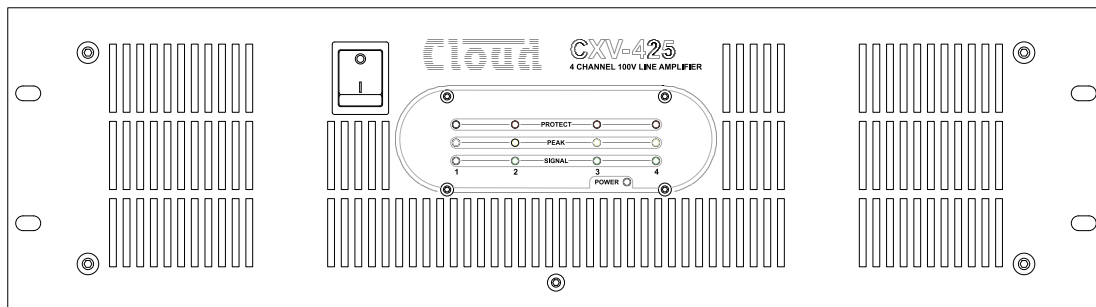 Cloud
CXV-425
4 CHANNEL 100V LINE AMPLIFIER
PROTECT
PEAK
SIGNAL
1 2 3 4
POWER